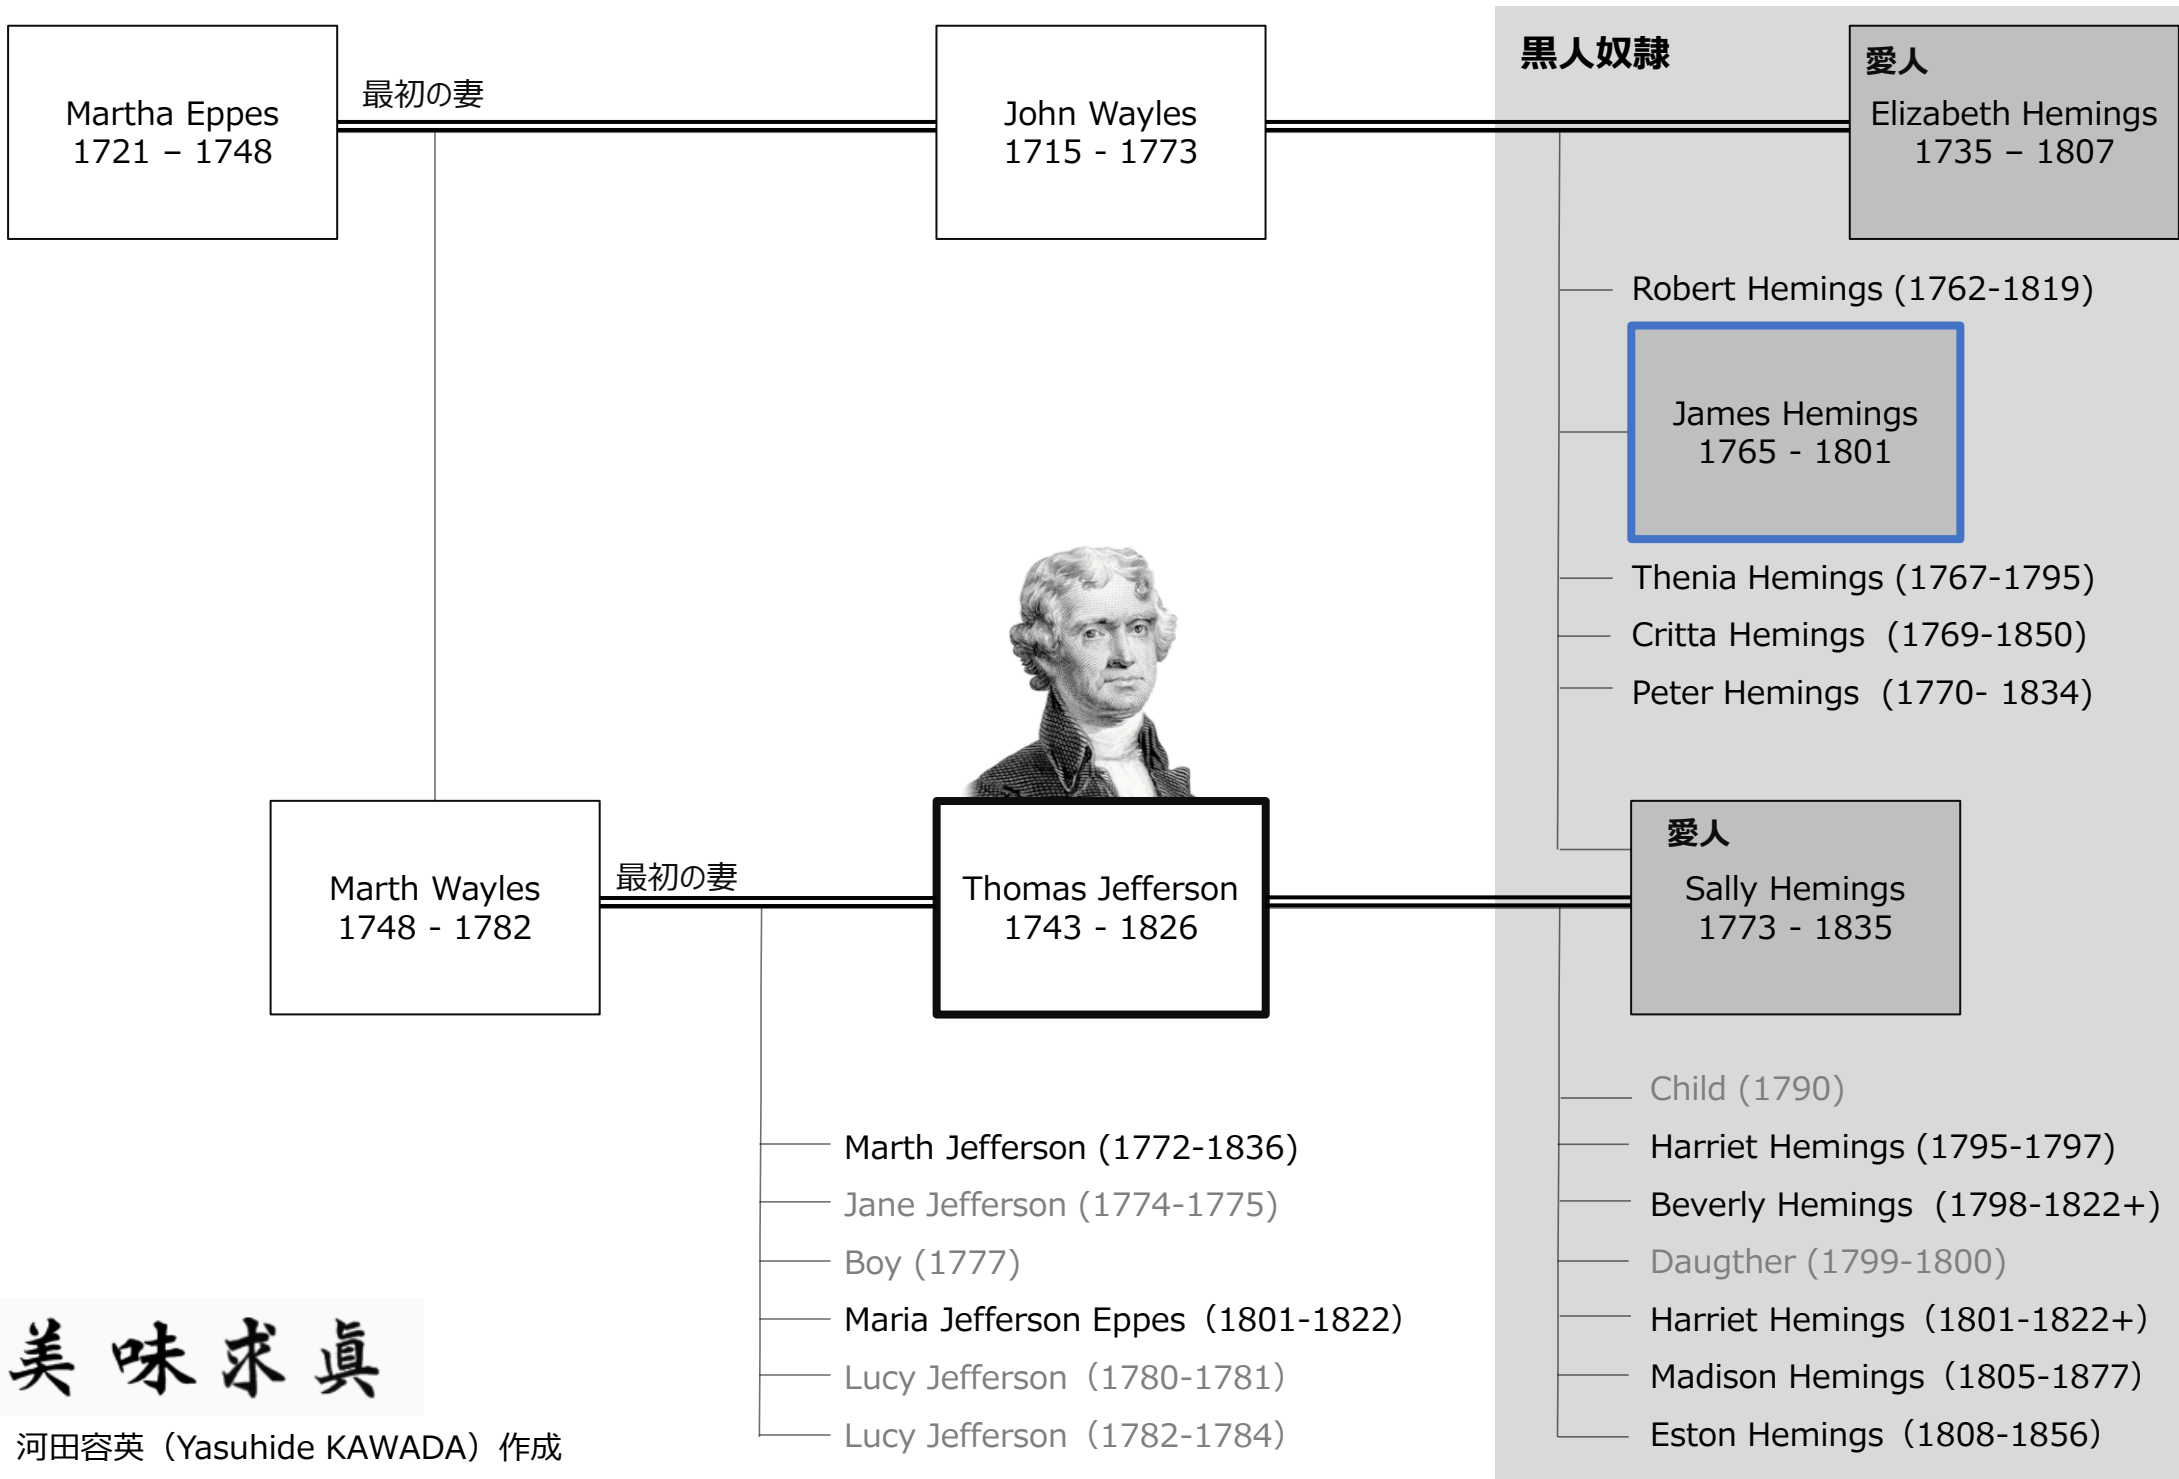 黒人奴隷
Martha Eppes
1721 – 1748
最初の妻
John Wayles
1715 - 1773
愛人
Elizabeth Hemings
1735 – 1807
Robert Hemings (1762-1819)
James Hemings
1765 - 1801
Thenia Hemings (1767-1795)
Critta Hemings (1769-1850)
Peter Hemings (1770- 1834)
Marth Wayles
1748 - 1782
最初の妻
Thomas Jefferson
1743 - 1826
愛人
Sally Hemings
1773 - 1835
Marth Jefferson (1772-1836)
Jane Jefferson (1774-1775)
Boy (1777)
Maria Jefferson Eppes（1801-1822）
Lucy Jefferson（1780-1781）
Lucy Jefferson（1782-1784）
Child (1790)
Harriet Hemings (1795-1797)
Beverly Hemings (1798-1822+)
Daugther (1799-1800)
Harriet Hemings（1801-1822+）
Madison Hemings（1805-1877）
Eston Hemings（1808-1856）
美味求眞
河田容英（Yasuhide KAWADA）作成